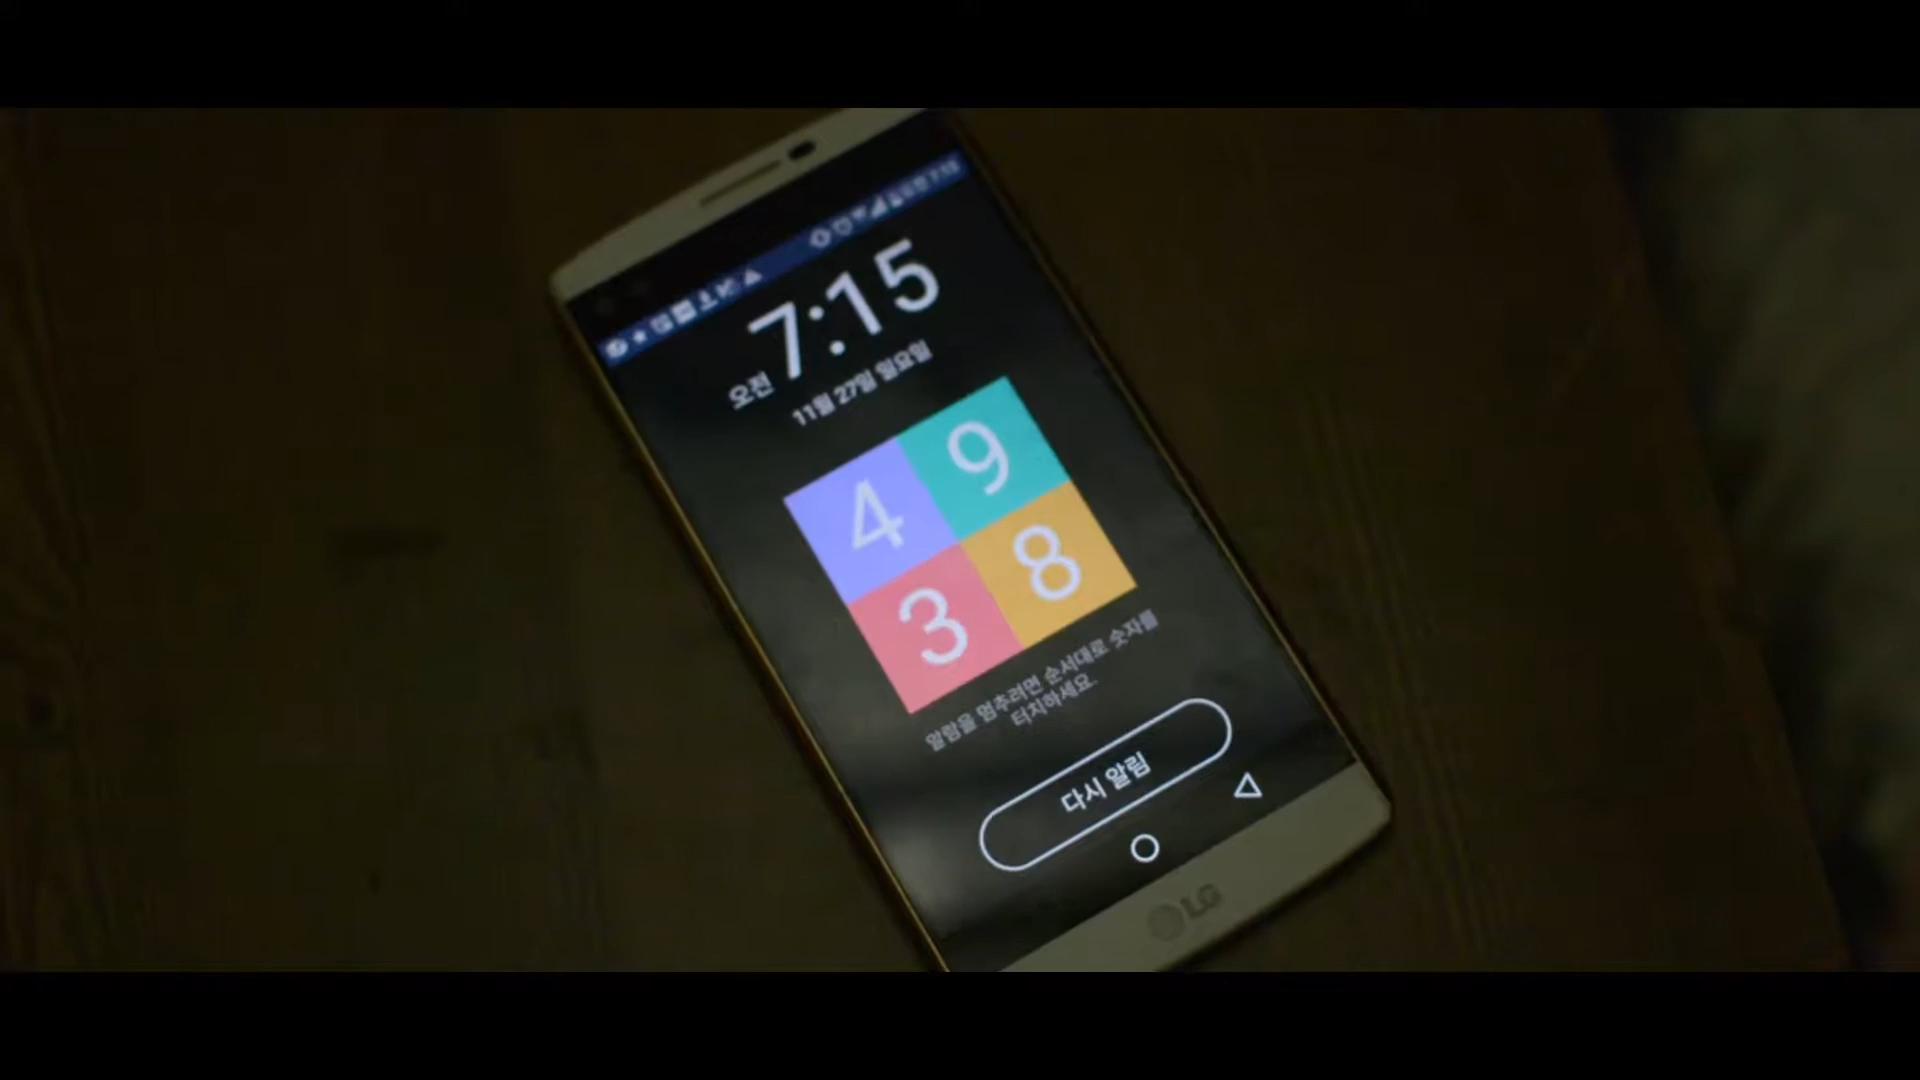 7:15
오전 7:15
11월 27일 일요일
4 9
3 8
알람을 멈추려면 순서대로 숫자를
터치하세요.
다시 알림
LG